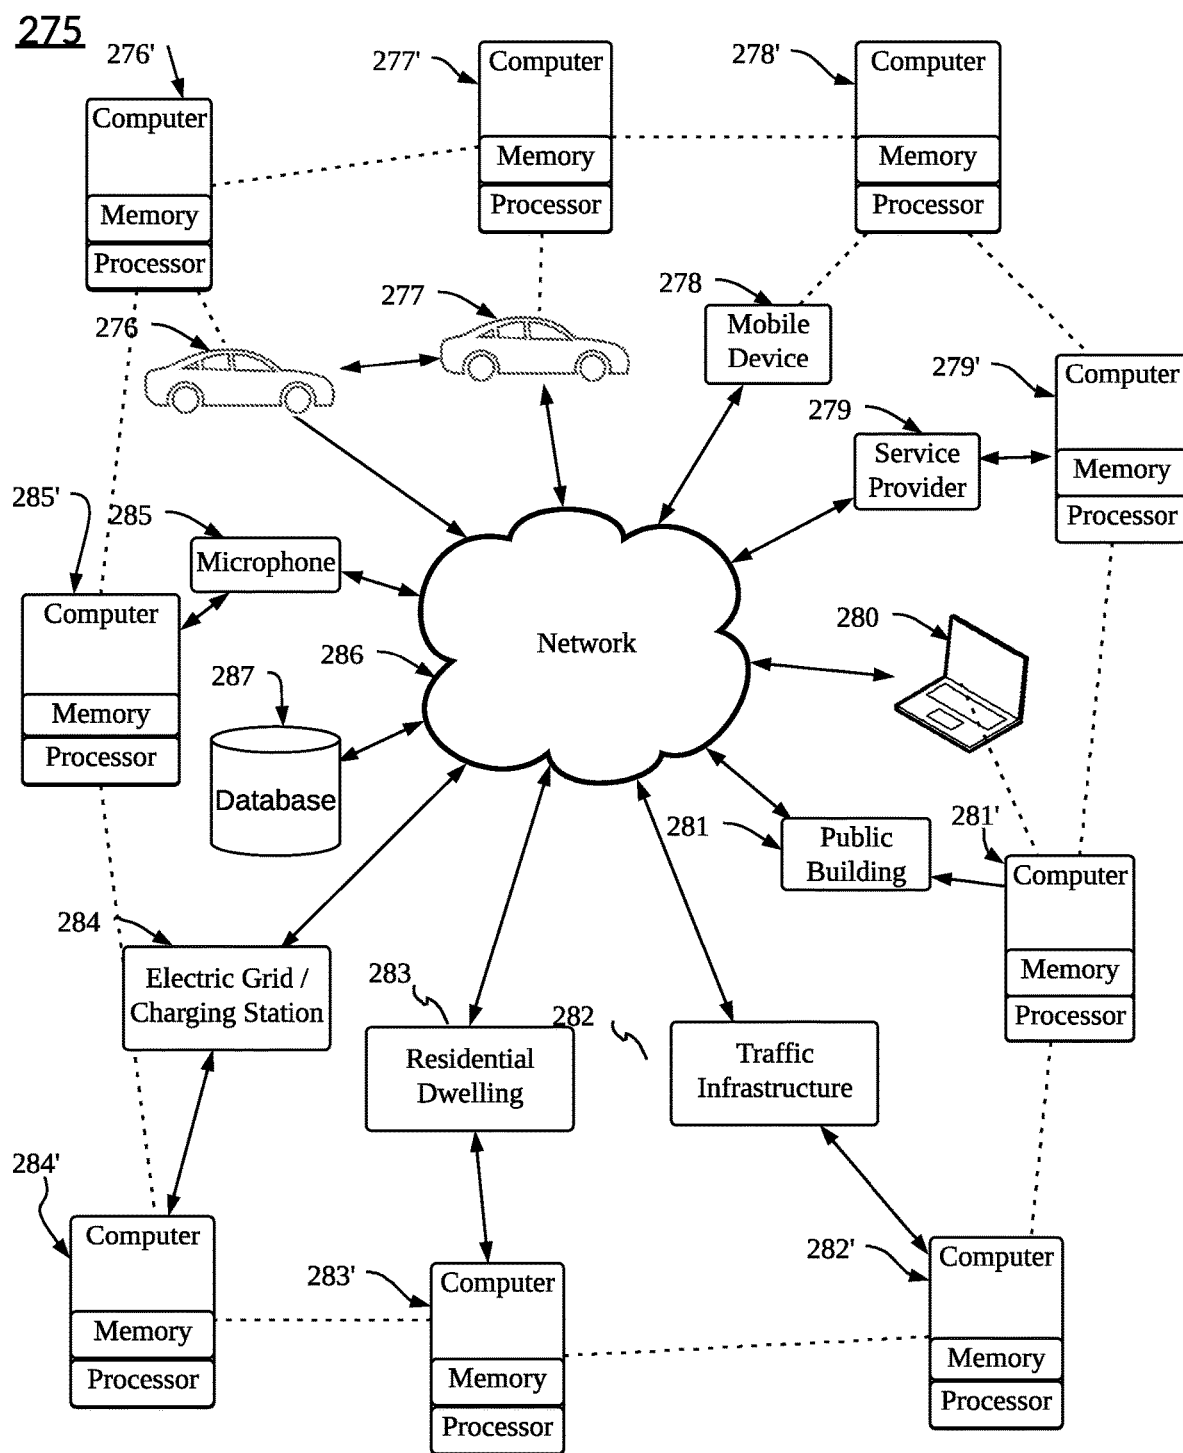 275
276'
277'
278'
Computer
Memory
Processor
Computer
Memory
Processor
Computer
Memory
Processor
276
277
278
Mobile
Device
279'
Computer
Memory
Processor
279
Service
Provider
285'
285
Microphone
Computer
Memory
Processor
286
Network
280
287
Database
281
Public
Building
281'
Computer
Memory
Processor
284
Electric Grid /
Charging Station
283
Residential
Dwelling
282
Traffic
Infrastructure
284'
Computer
Memory
Processor
283'
Computer
Memory
Processor
282'
Computer
Memory
Processor